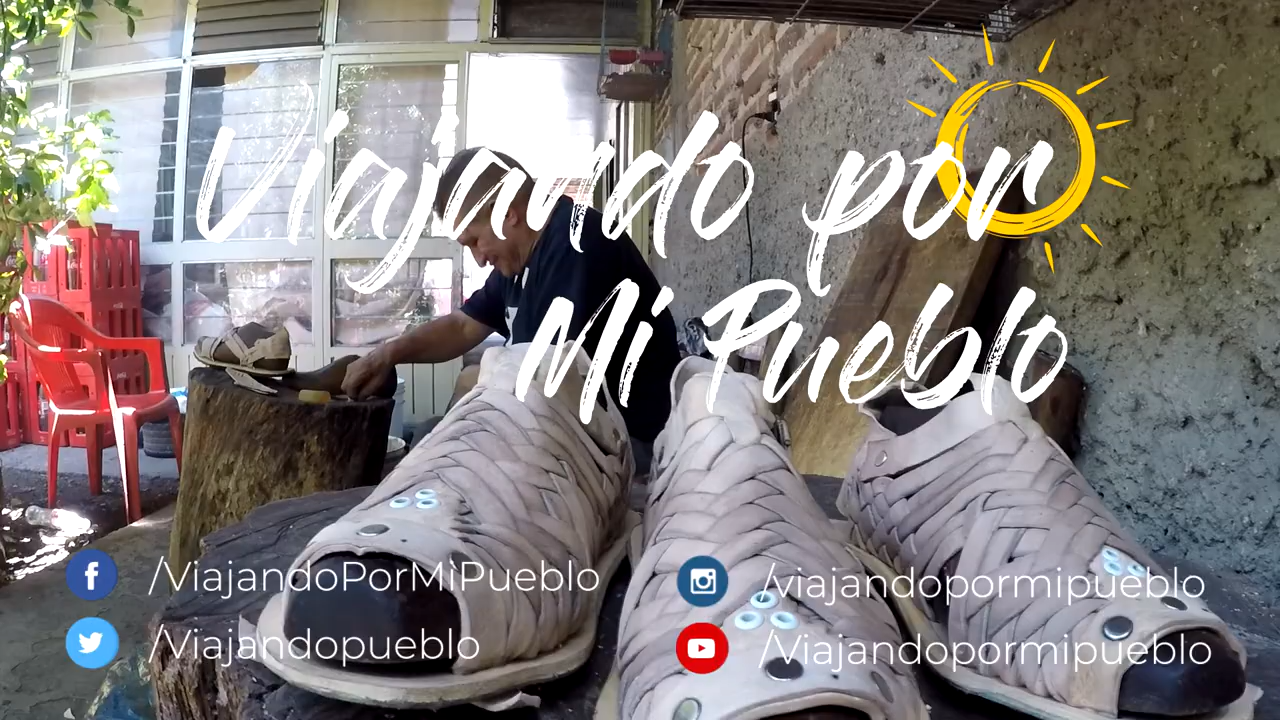 Viajando por
Mi Pueblo
/ViajandoPorMiPueblo
/viajandopormipueblo
/Viajandopueblo
/Viajandopormipueblo